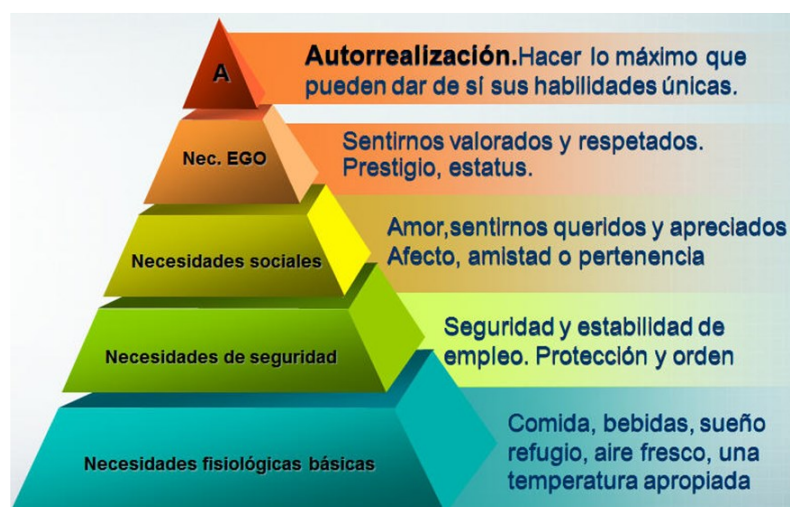 A
Autorrealización.Hacer lo máximo que
pueden dar de sí sus habilidades únicas.
Nec. EGO
Sentirnos valorados y respetados.
Prestigio, estatus.
Necesidades sociales
Amor,sentirnos queridos y apreciados
Afecto, amistad o pertenencia
Necesidades de seguridad
Seguridad y estabilidad de
empleo. Protección y orden
Necesidades fisiológicas básicas
Comida, bebidas, sueño
refugio, aire fresco, una
temperatura apropiada